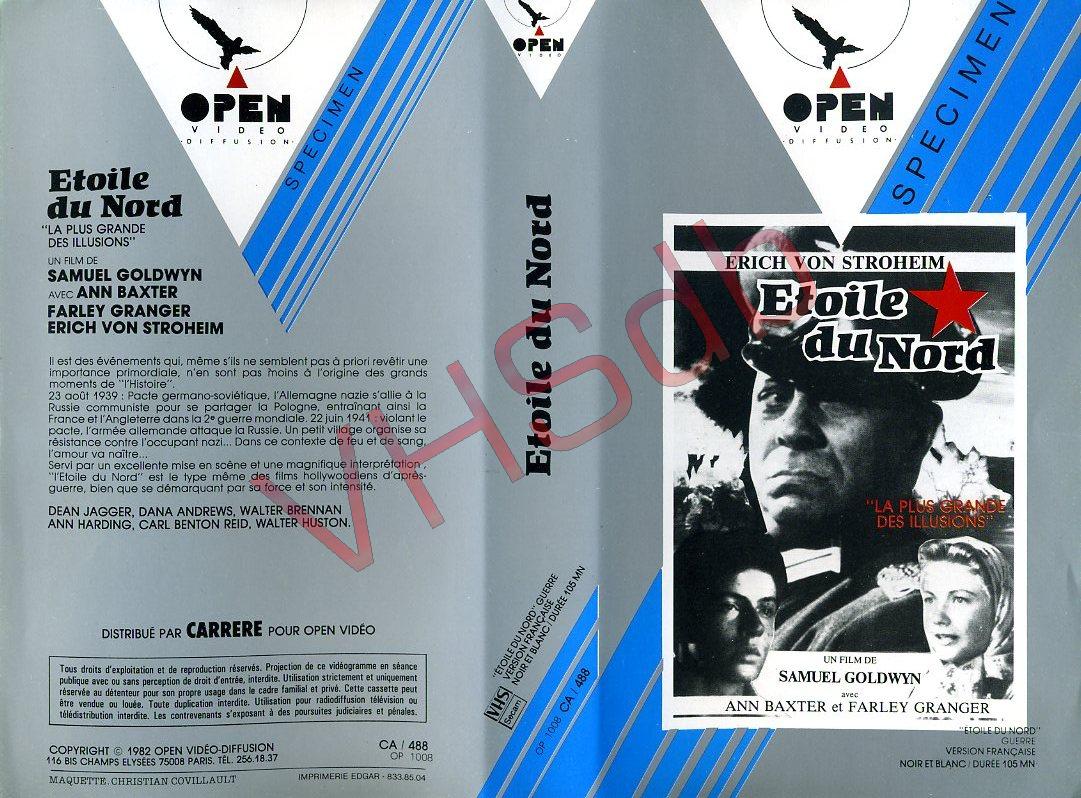 OPEN
VIDEO
·DIFFUSION·
SPECIMEN
Etoile
du Nord
"LA PLUS GRANDE
DES ILLUSIONS"
UN FILM DE
SAMUEL GOLDWYN
AVEC ANN BAXTER
FARLEY GRANGER
ERICH VON STROHEIM
Il est des événements qui, même s'ils ne semblent pas à priori revêtir une
importance primordiale, n'en sont pas moins à l'origine des grands
moments de "l'Histoire".
23 août 1939 : Pacte germano-soviétique, l'Allemagne nazie s'allie à la
Russie communiste pour se partager la Pologne, entraînant ainsi la
France et l'Angleterre dans la 2e guerre mondiale. 22 juin 1941 : violant le
pacte, l'armée allemande attaque la Russie. Un petit village organise sa
résistance contre l'occupant nazi... Dans ce contexte de feu et de sang,
l'amour va naître...
Servi par un excellente mise en scène et une magnifique interprétation,
"l'Etoile du Nord" est le type même des films hollywoodiens d'après-
guerre, bien que se démarquant par sa force et son intensité.
DEAN JAGGER, DANA ANDREWS, WALTER BRENNAN
ANN HARDING, CARL BENTON REID, WALTER HUSTON.
DISTRIBUÉ PAR CARRERE POUR OPEN VIDÉO
Tous droits d'exploitation et de reproduction réservés. Projection de ce vidéogramme en séance
publique avec ou sans perception de droit d'entrée, interdite. Utilisation strictement et uniquement
réservée au détenteur pour son propre usage dans le cadre familial et privé. Cette cassette peut
être vendue ou louée. Toute duplication interdite. Utilisation pour radiodiffusion télévision ou
télédistribution interdite. Les contrevenants s'exposent à des poursuites judiciaires et pénales.
COPYRIGHT © 1982 OPEN VIDÉO-DIFFUSION
116 BIS CHAMPS ELYSÉES 75008 PARIS. TÉL. 256.18.37
CA / 488
OP 1008
MAQUETTE. CHRISTIAN COVILLAULT
IMPRIMERIE EDGAR - 833.85.04
OPEN
VIDEO
·DIFFUSION·
Etoile du Nord
"ETOILE DU NORD" GUERRE
VERSION FRANÇAISE
NOIR ET BLANC / DURÉE 105 MN
VHS
Secam
OP 1008 CA / 488
OPEN
VIDEO
·DIFFUSION·
SPECIMEN
ERICH VON STROHEIM
Etoile
du Nord
"LA PLUS GRANDE
DES ILLUSIONS"
UN FILM DE
SAMUEL GOLDWYN
avec
ANN BAXTER et FARLEY GRANGER
"ETOILE DU NORD"
GUERRE
VERSION FRANÇAISE
NOIR ET BLANC / DURÉE 105 MN
VHSdb